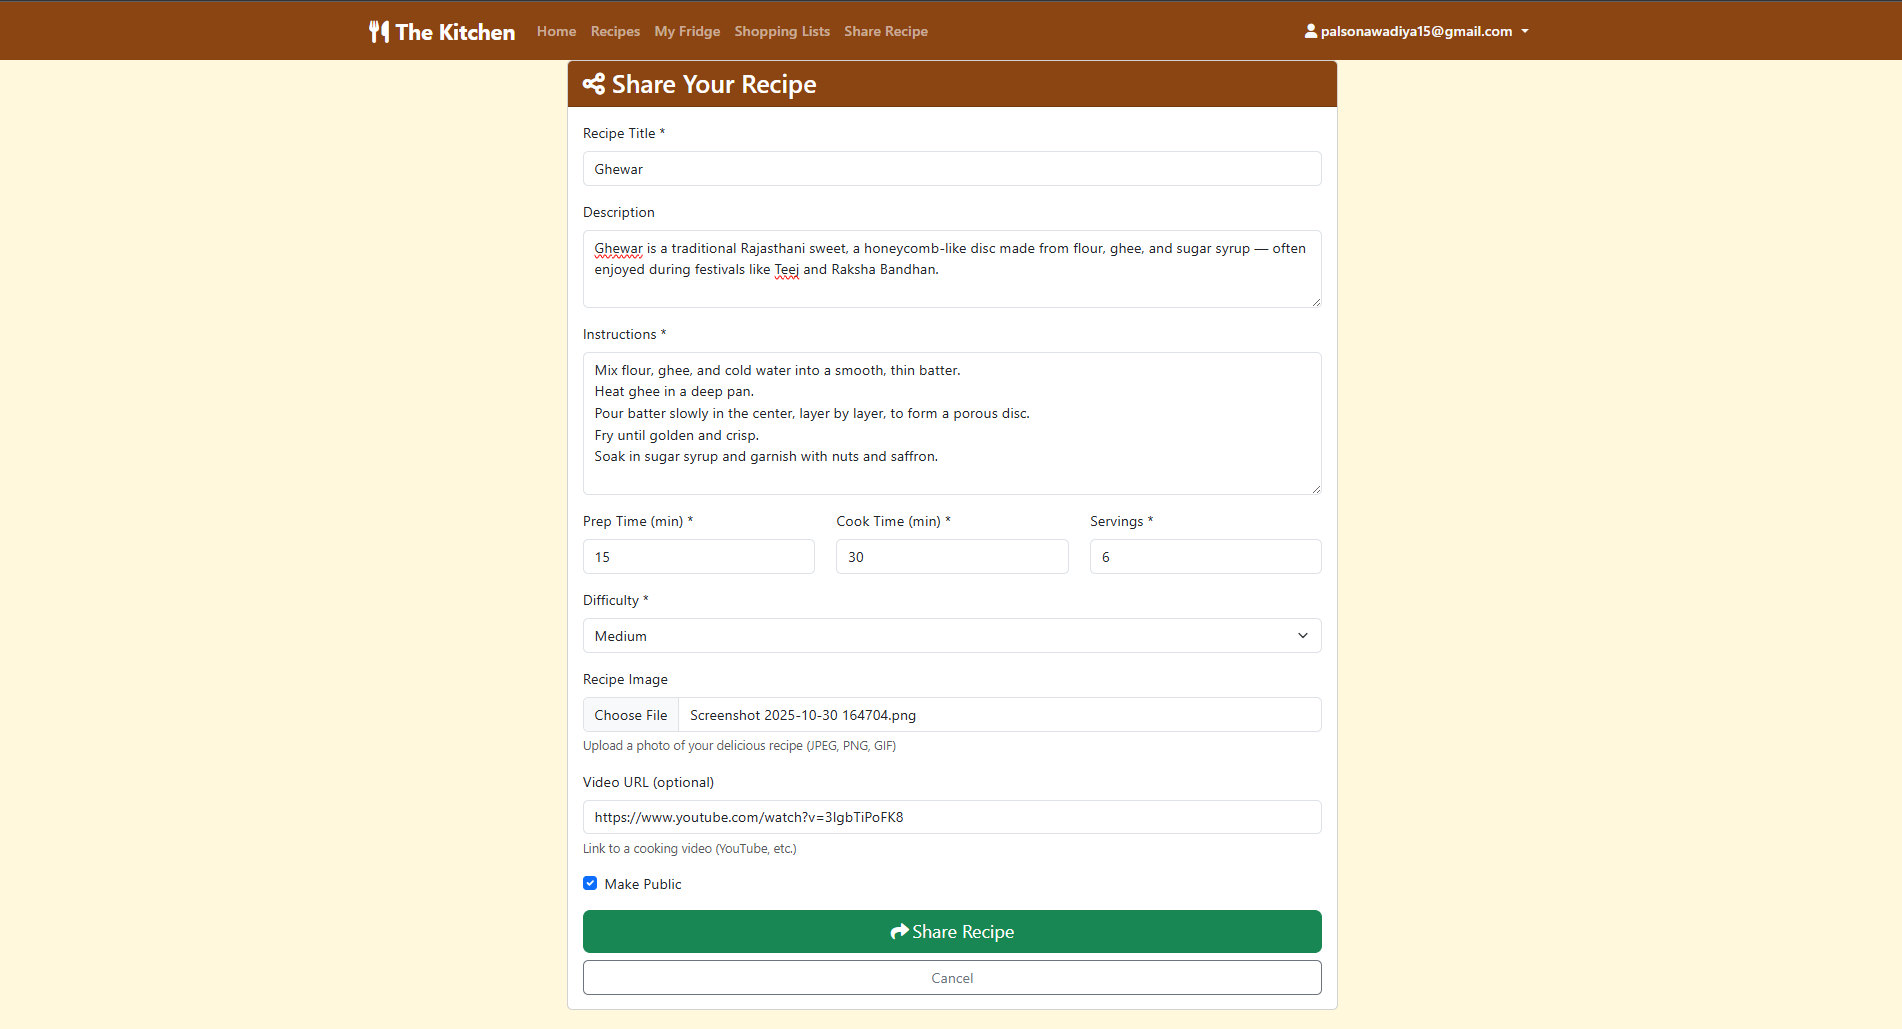 The Kitchen Home Recipes My Fridge Shopping Lists Share Recipe palsonawadiya15@gmail.com
Share Your Recipe
Recipe Title *
Ghewar
Description
Ghewar is a traditional Rajasthani sweet, a honeycomb-like disc made from flour, ghee, and sugar syrup — often
enjoyed during festivals like Teej and Raksha Bandhan.
Instructions *
Mix flour, ghee, and cold water into a smooth, thin batter.
Heat ghee in a deep pan.
Pour batter slowly in the center, layer by layer, to form a porous disc.
Fry until golden and crisp.
Soak in sugar syrup and garnish with nuts and saffron.
Prep Time (min) * Cook Time (min) * Servings *
15 30 6
Difficulty *
Medium
Recipe Image
Choose File Screenshot 2025-10-30 164704.png
Upload a photo of your delicious recipe (JPEG, PNG, GIF)
Video URL (optional)
https://www.youtube.com/watch?v=3IgbTiPoFK8
Link to a cooking video (YouTube, etc.)
Make Public
Share Recipe
Cancel